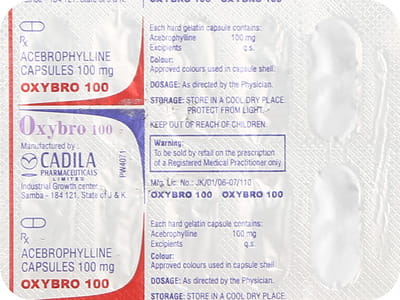 OXYBRO 100 OXYBRO 100
Rx
ACEBROPHYLLINE
CAPSULES 100 mg
OXYBRO 100
Each hard gelatin capsule contains:
Acebrophylline 100 mg
Excipients q.s.
Colour:
Approved colours used in capsule shell.
DOSAGE: As directed by the Physician.
STORAGE: STORE IN A COOL DRY PLACE.
PROTECT FROM LIGHT.
KEEP OUT OF REACH OF CHILDREN.
Oxybro 100
Manufactured by :
CADILA
PHARMACEUTICALS
LIMITED
Industrial Growth center,
Samba - 184 121, State of J & K.
PW4071
Warning:
To be sold by retail on the prescription
of a Registered Medical Practitioner only.
Mfg. Lic. No.: JK/01/06-07/110
OXYBRO 100 OXYBRO 100
Rx
ACEBROPHYLLINE
CAPSULES 100 mg
OXYBRO 100
Each hard gelatin capsule contains:
Acebrophylline 100 mg
Excipients q.s.
Colour:
Approved colours used in capsule shell.
DOSAGE: As directed by the Physician.
STORAGE: STORE IN A COOL DRY PLACE.